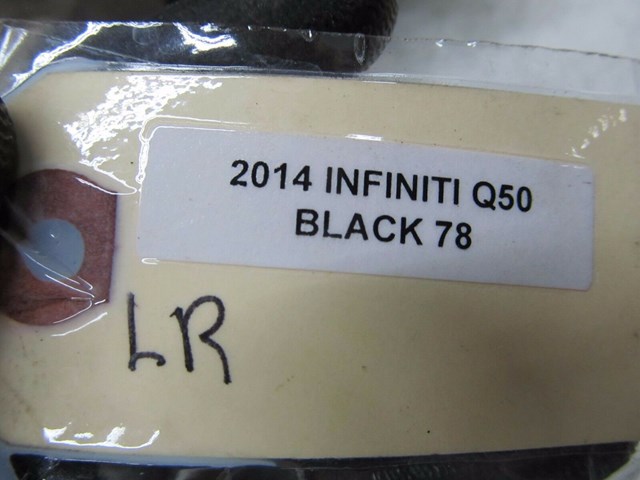 2014 INFINITI Q50
BLACK 78
LR